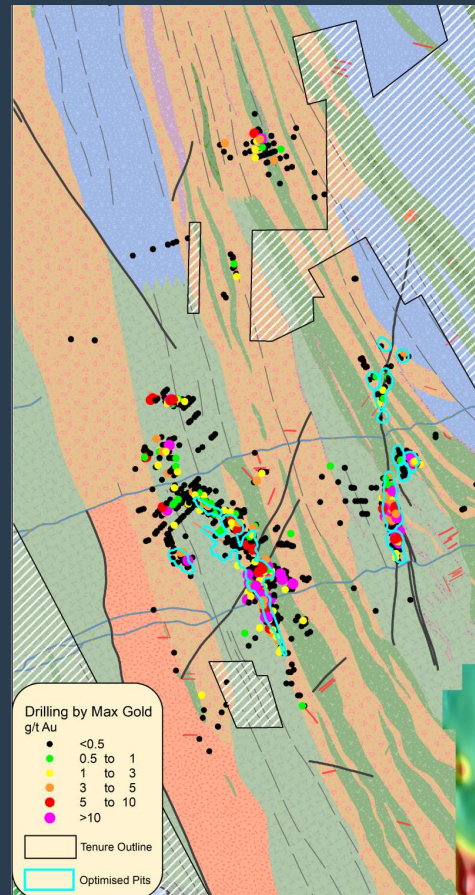 Drilling by Max Gold
g/t Au
<0.5
0.5 to 1
1 to 3
3 to 5
5 to 10
>10
Tenure Outline
Optimised Pits